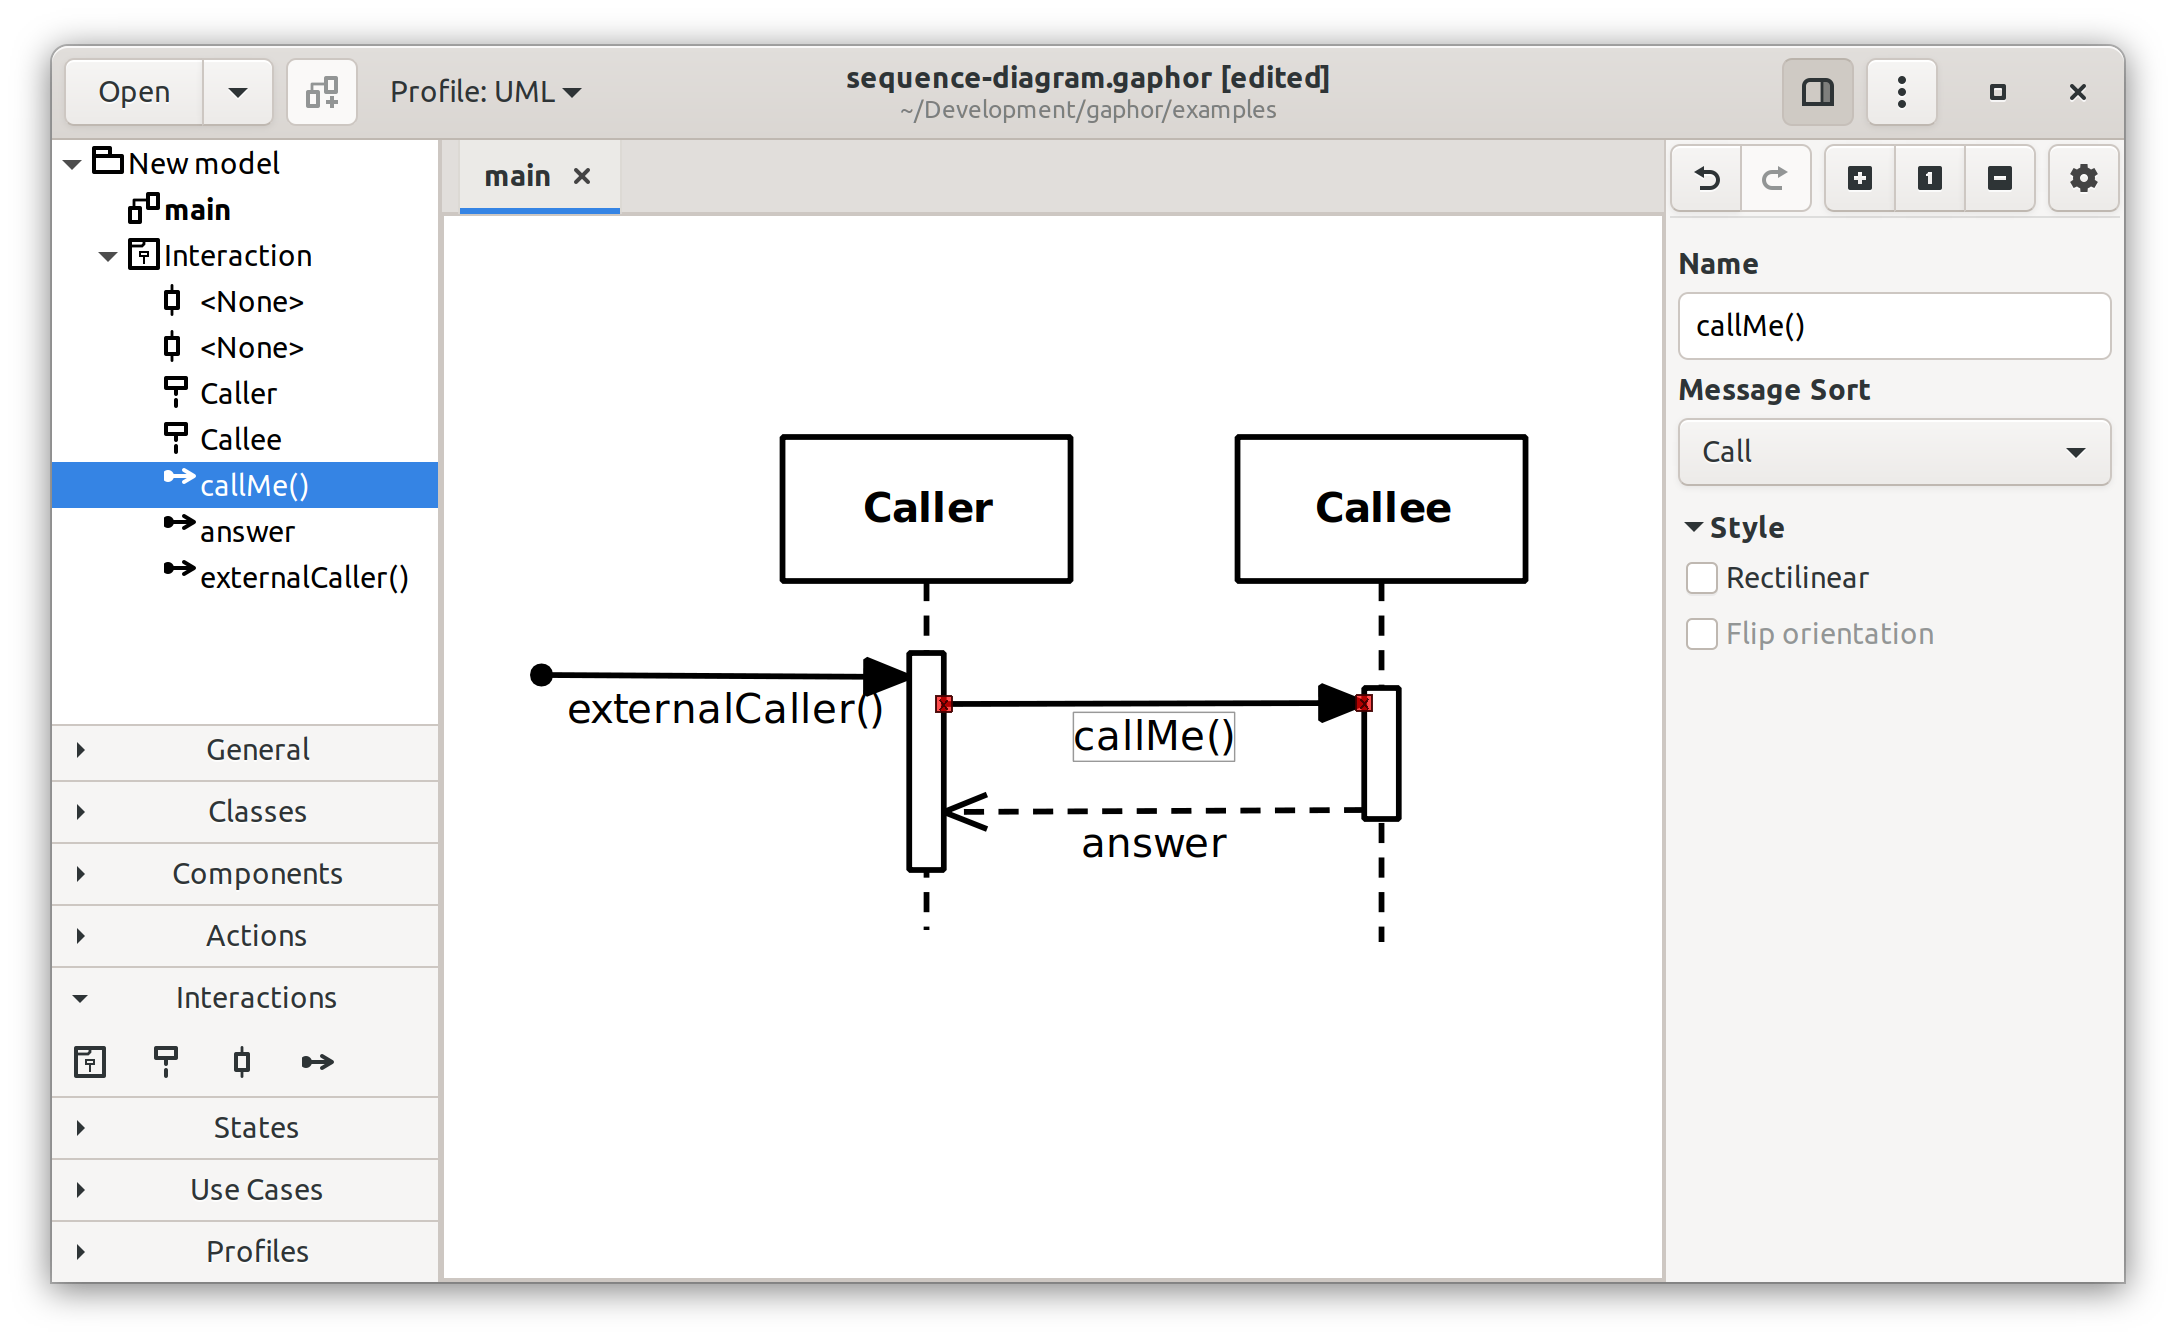 Open
Profile: UML
sequence-diagram.gaphor [edited]
~/Development/gaphor/examples
New model
main
Interaction
<None>
<None>
Caller
Callee
callMe()
answer
externalCaller()
General
Classes
Components
Actions
Interactions
States
Use Cases
Profiles
main
Caller
Callee
externalCaller()
callMe()
answer
1
Name
callMe()
Message Sort
Call
Style
Rectilinear
Flip orientation